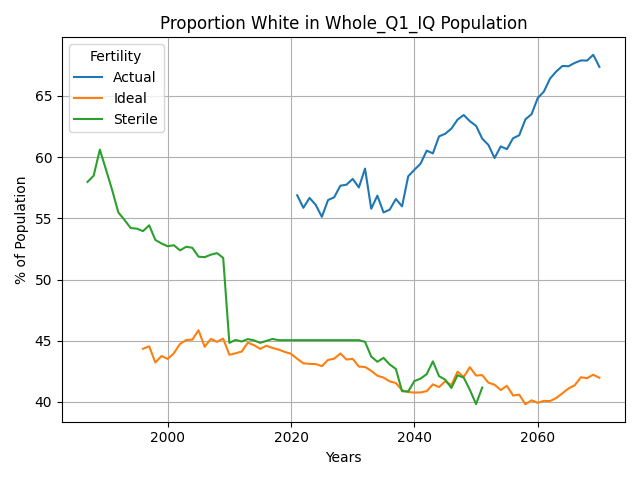 Proportion White in Whole_Q1_IQ Population
Fertility
Actual
Ideal
Sterile
% of Population
65
60
55
50
45
40
2000
2020
2040
2060
Years